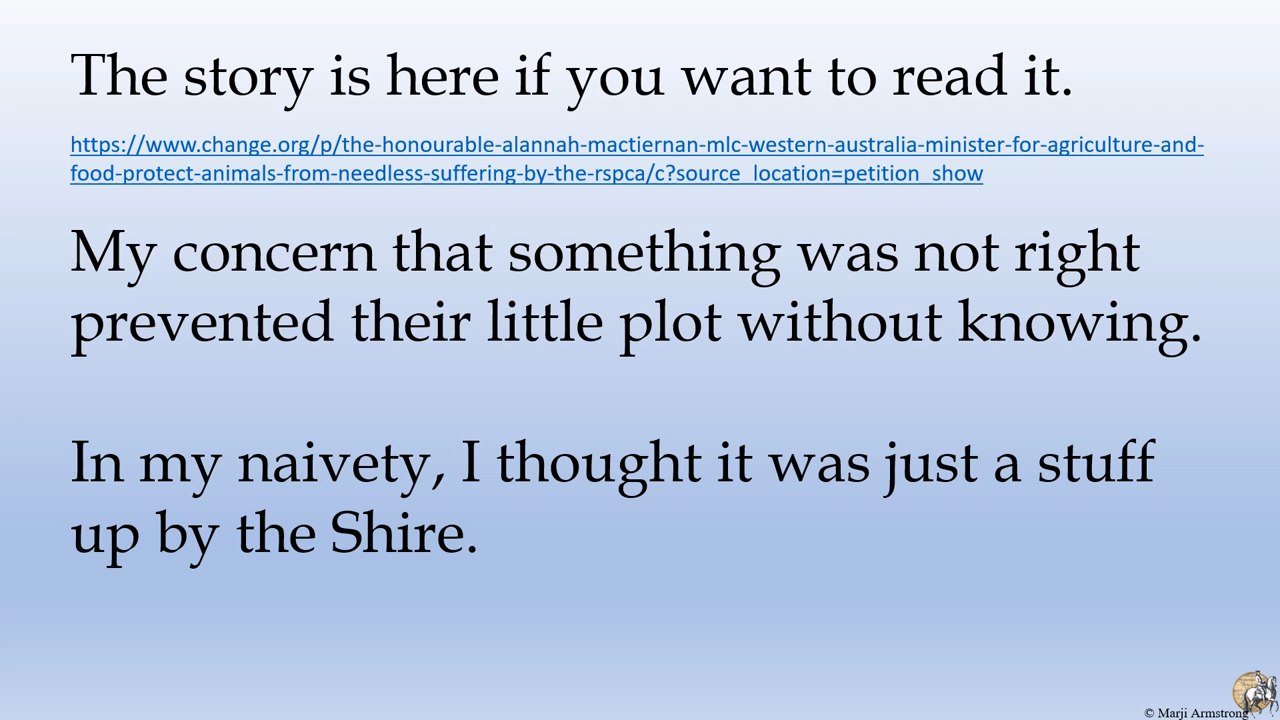 The story is here if you want to read it.
https://www.change.org/p/the-honourable-alannah-mactiernan-mlc-western-australia-minister-for-agriculture-and-
food-protect-animals-from-needless-suffering-by-the-rspca/c?source_location=petition_show
My concern that something was not right
prevented their little plot without knowing.
In my naivety, I thought it was just a stuff
up by the Shire.
© Marji Armstrong